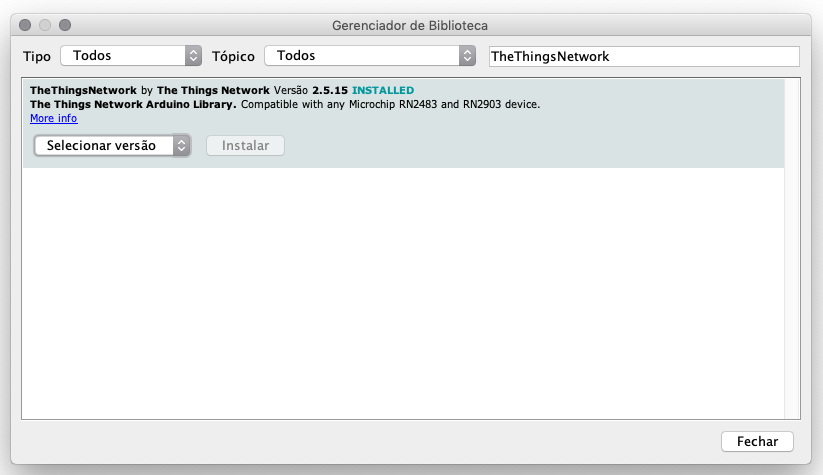 Gerenciador de Biblioteca
Tipo Todos Tópico Todos TheThingsNetwork
TheThingsNetwork by The Things Network Versão 2.5.15 INSTALLED
The Things Network Arduino Library. Compatible with any Microchip RN2483 and RN2903 device.
More info
Selecionar versão Instalar
Fechar